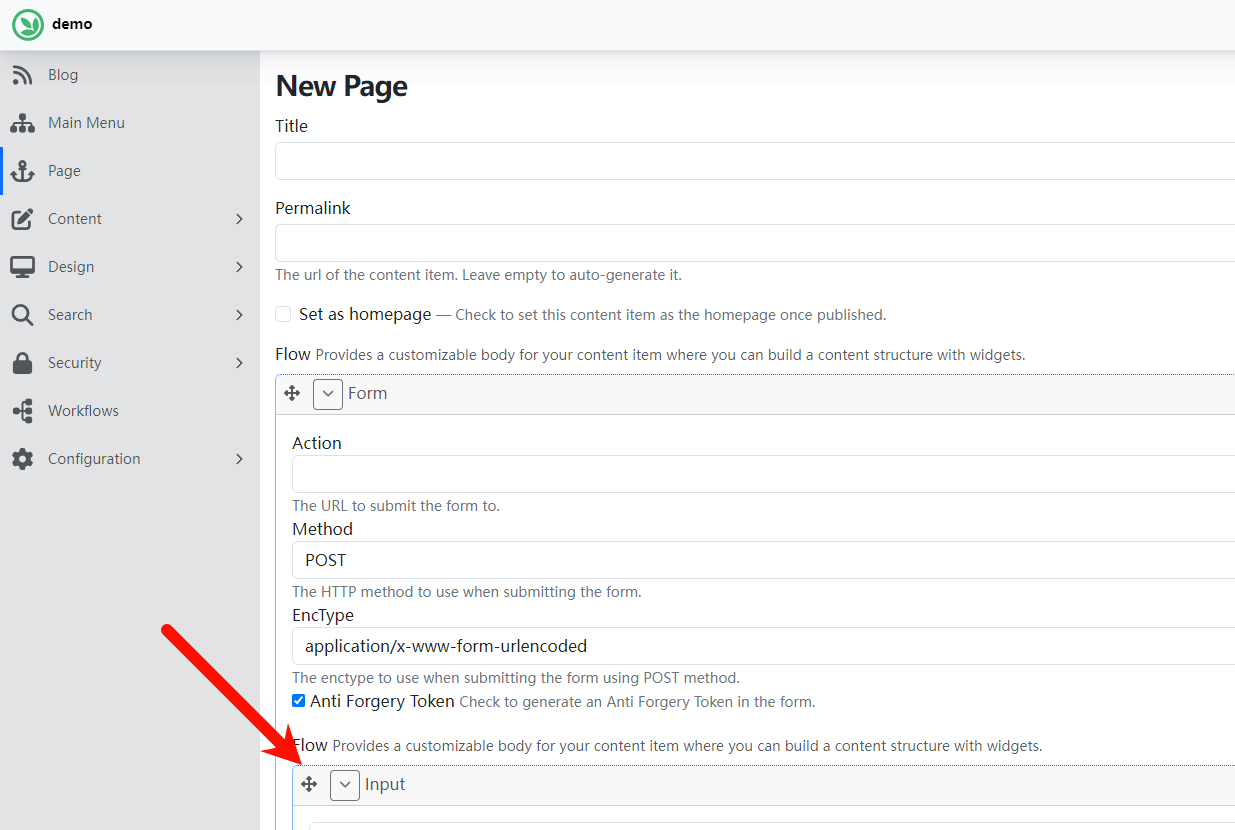 demo
Blog
Main Menu
Page
Content
Design
Search
Security
Workflows
Configuration
New Page
Title
Permalink
The url of the content item. Leave empty to auto-generate it.
Set as homepage — Check to set this content item as the homepage once published.
Flow Provides a customizable body for your content item where you can build a content structure with widgets.
Form
Action
The URL to submit the form to.
Method
POST
The HTTP method to use when submitting the form.
EncType
application/x-www-form-urlencoded
The enctype to use when submitting the form using POST method.
Anti Forgery Token Check to generate an Anti Forgery Token in the form.
Flow Provides a customizable body for your content item where you can build a content structure with widgets.
Input